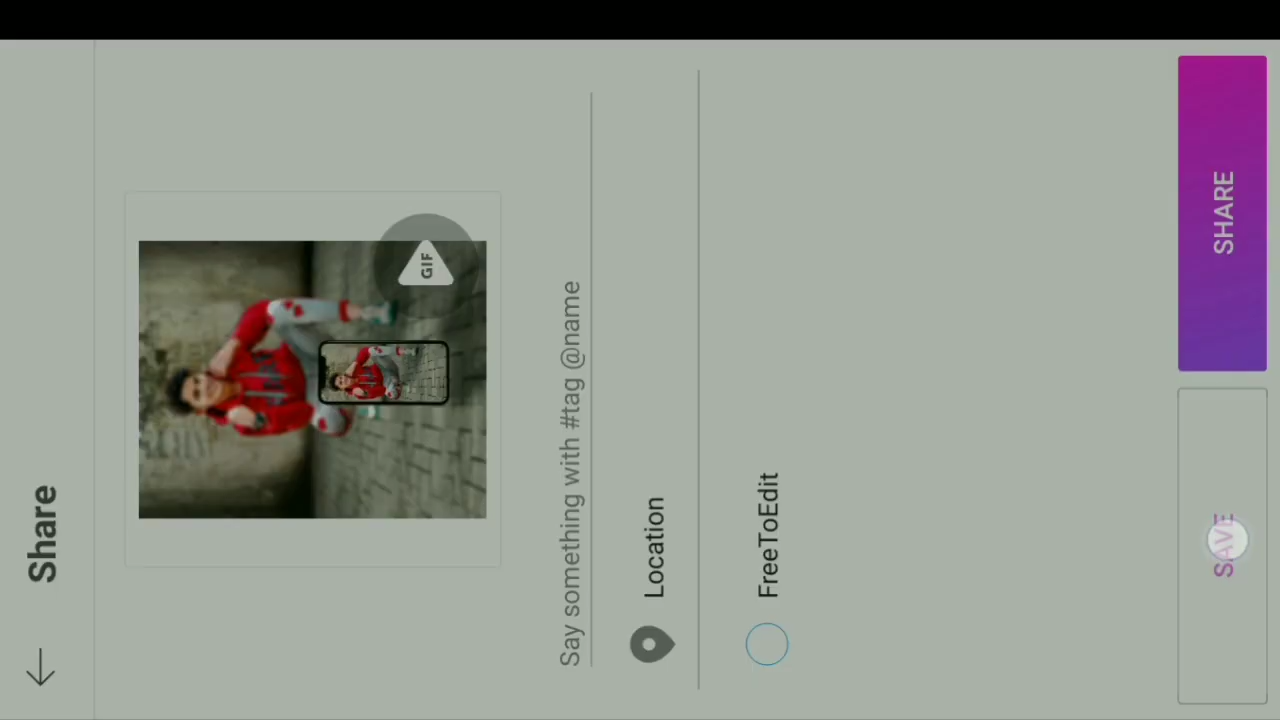 Share
GIF
Say something with #tag @name
Location
FreeToEdit
SAVE
SHARE